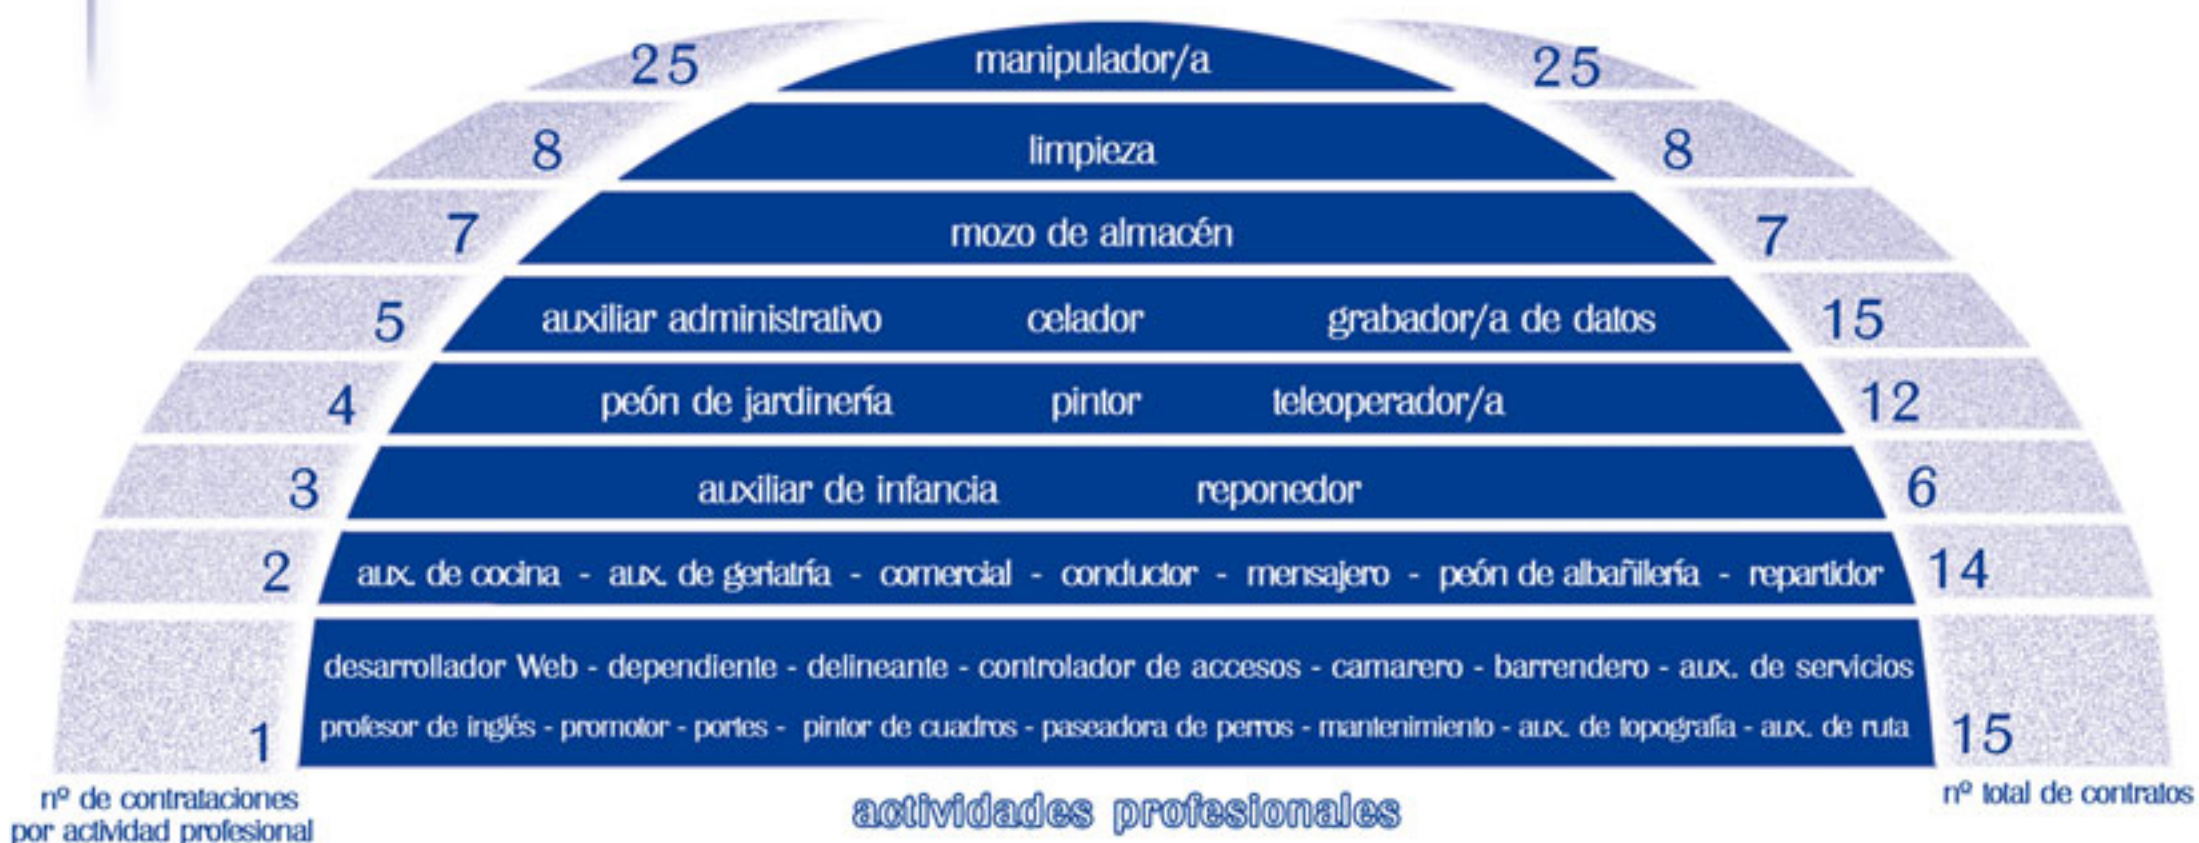 25 manipulador/a 25
8 limpieza 8
7 mozo de almacén 7
5 auxiliar administrativo celador grabador/a de datos 15
4 peón de jardinería pintor teleoperador/a 12
3 auxiliar de infancia reponedor 6
2 aux. de cocina - aux. de geriatría - comercial - conductor - mensajero - peón de albañilería - repartidor 14
desarrollador Web - dependiente - delineante - controlador de accesos - camarero - barrendero - aux. de servicios
1 profesor de inglés - promotor - portes - pintor de cuadros - paseadora de perros - mantenimiento - aux. de topografía - aux. de ruta 15
nº de contrataciones
por actividad profesional
actividades profesionales
nº total de contratos